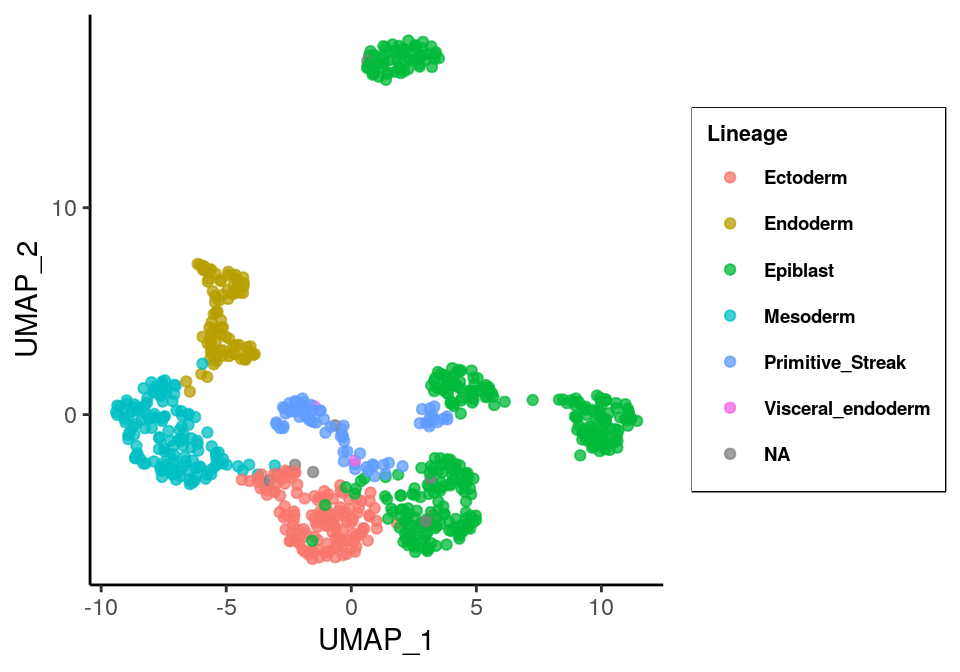 UMAP_2
10
0
-10
-5
0
5
10
UMAP_1
Lineage
Ectoderm
Endoderm
Epiblast
Mesoderm
Primitive_Streak
Visceral_endoderm
NA